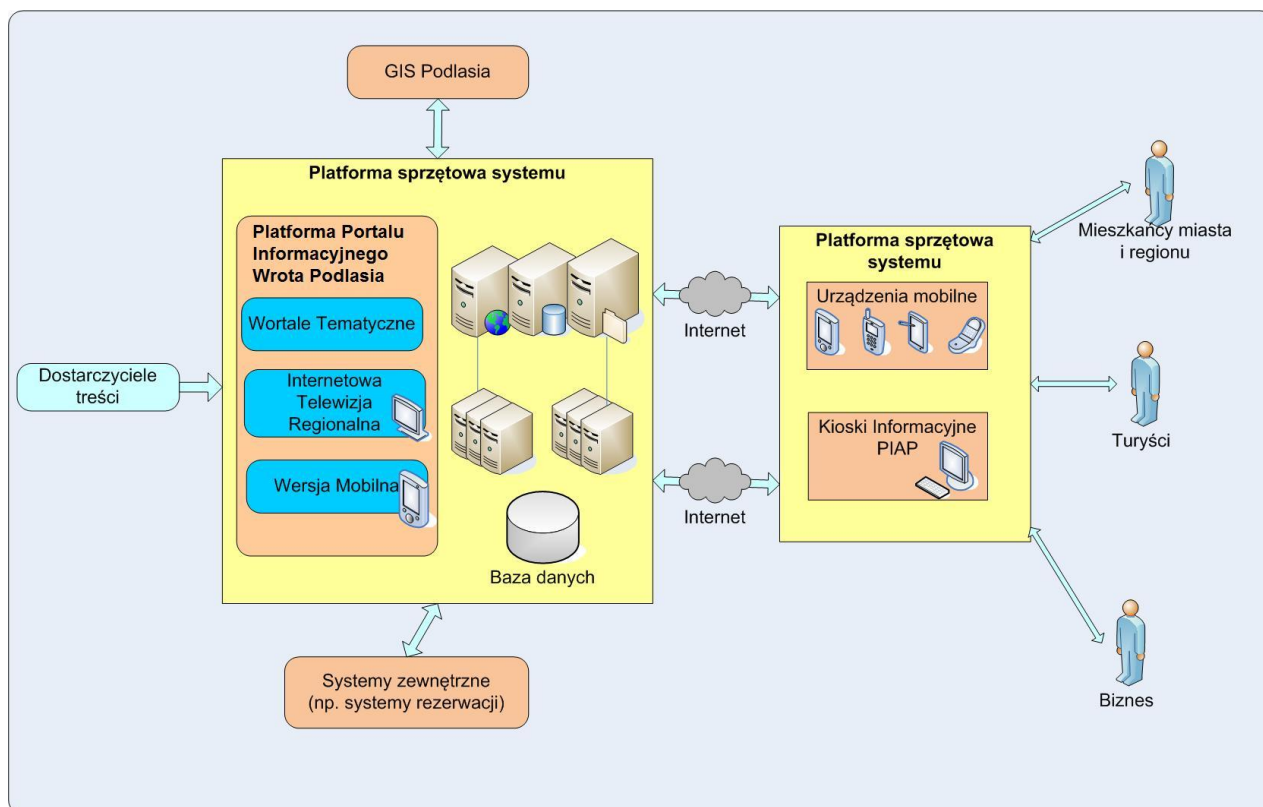 GIS Podlasia
Platforma sprzętowa systemu
Platforma Portalu
Informacyjnego
Wrota Podlasia
Wortale Tematyczne
Internetowa
Telewizja
Regionalna
Wersja Mobilna
Baza danych
Dostarczyciele
treści
Systemy zewnętrzne
(np. systemy rezerwacji)
Internet
Internet
Platforma sprzętowa
systemu
Urządzenia mobilne
Kioski Informacyjne
PIAP
Mieszkańcy miasta
i regionu
Turyści
Biznes